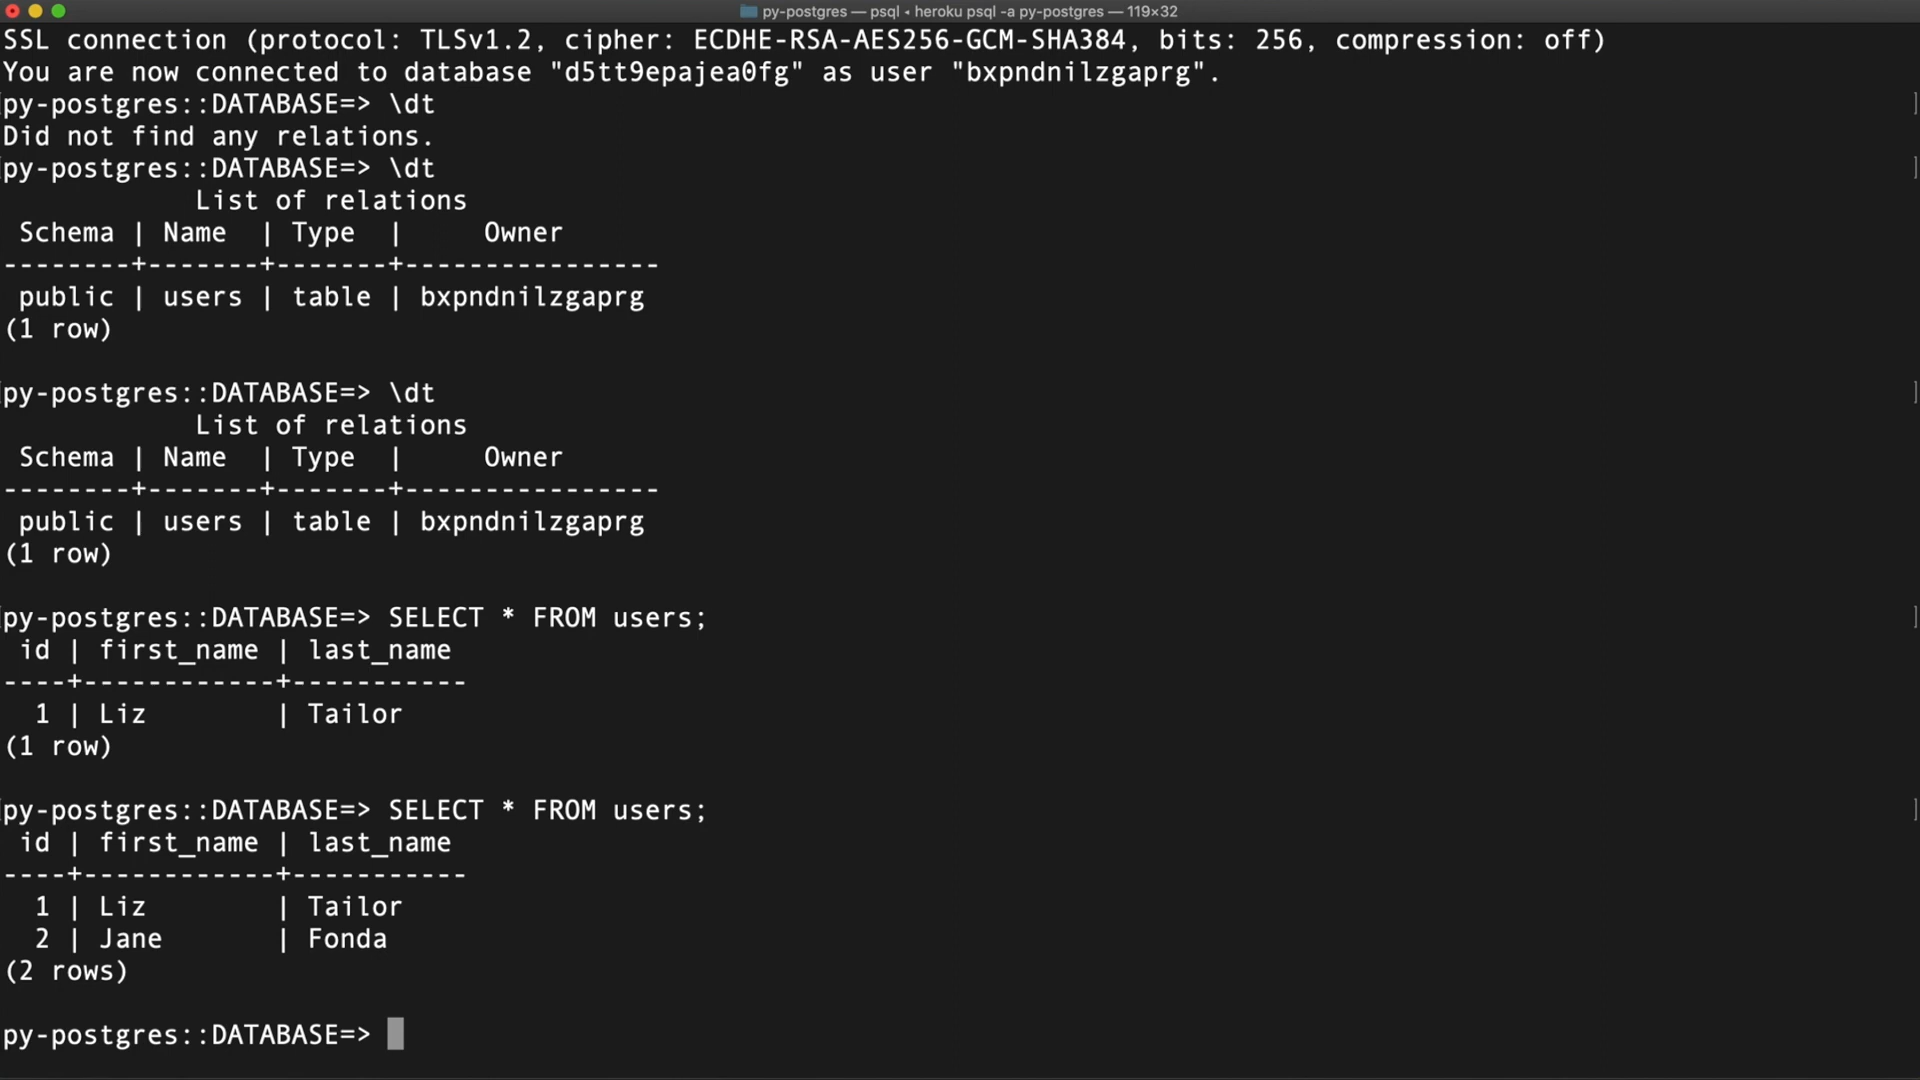 py-postgres — psql ◂ heroku psql -a py-postgres — 119×32
SSL connection (protocol: TLSv1.2, cipher: ECDHE-RSA-AES256-GCM-SHA384, bits: 256, compression: off)
You are now connected to database "d5tt9epajea0fg" as user "bxpndnilzgaprg".
py-postgres::DATABASE=> \dt
Did not find any relations.
py-postgres::DATABASE=> \dt
            List of relations
 Schema | Name  | Type  |     Owner
--------+-------+-------+----------------
 public | users | table | bxpndnilzgaprg
(1 row)
py-postgres::DATABASE=> \dt
            List of relations
 Schema | Name  | Type  |     Owner
--------+-------+-------+----------------
 public | users | table | bxpndnilzgaprg
(1 row)
py-postgres::DATABASE=> SELECT * FROM users;
 id | first_name | last_name
----+------------+-----------
  1 | Liz        | Tailor
(1 row)
py-postgres::DATABASE=> SELECT * FROM users;
 id | first_name | last_name
----+------------+-----------
  1 | Liz        | Tailor
  2 | Jane       | Fonda
(2 rows)
py-postgres::DATABASE=>